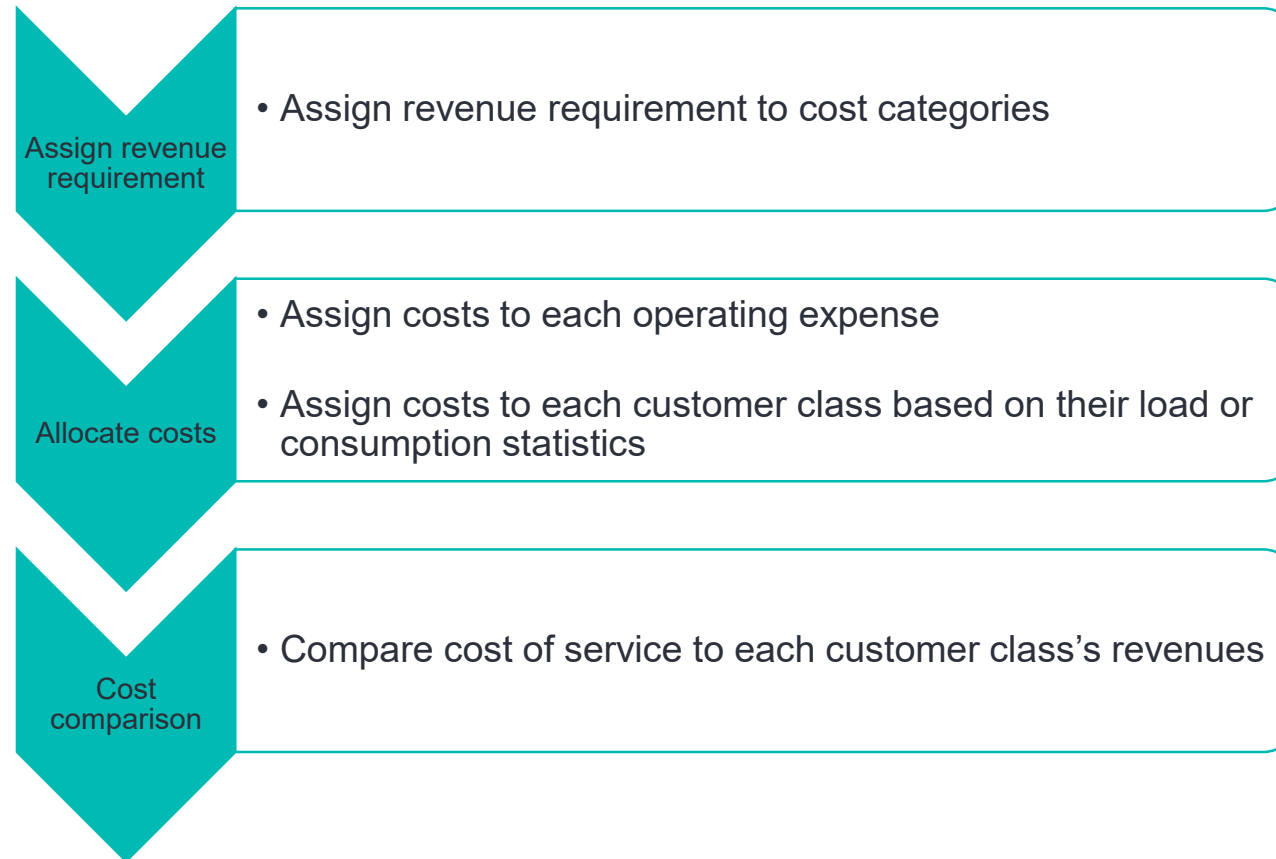 Assign revenue
requirement
• Assign revenue requirement to cost categories
Allocate costs
• Assign costs to each operating expense
• Assign costs to each customer class based on their load or
consumption statistics
Cost
comparison
• Compare cost of service to each customer class’s revenues